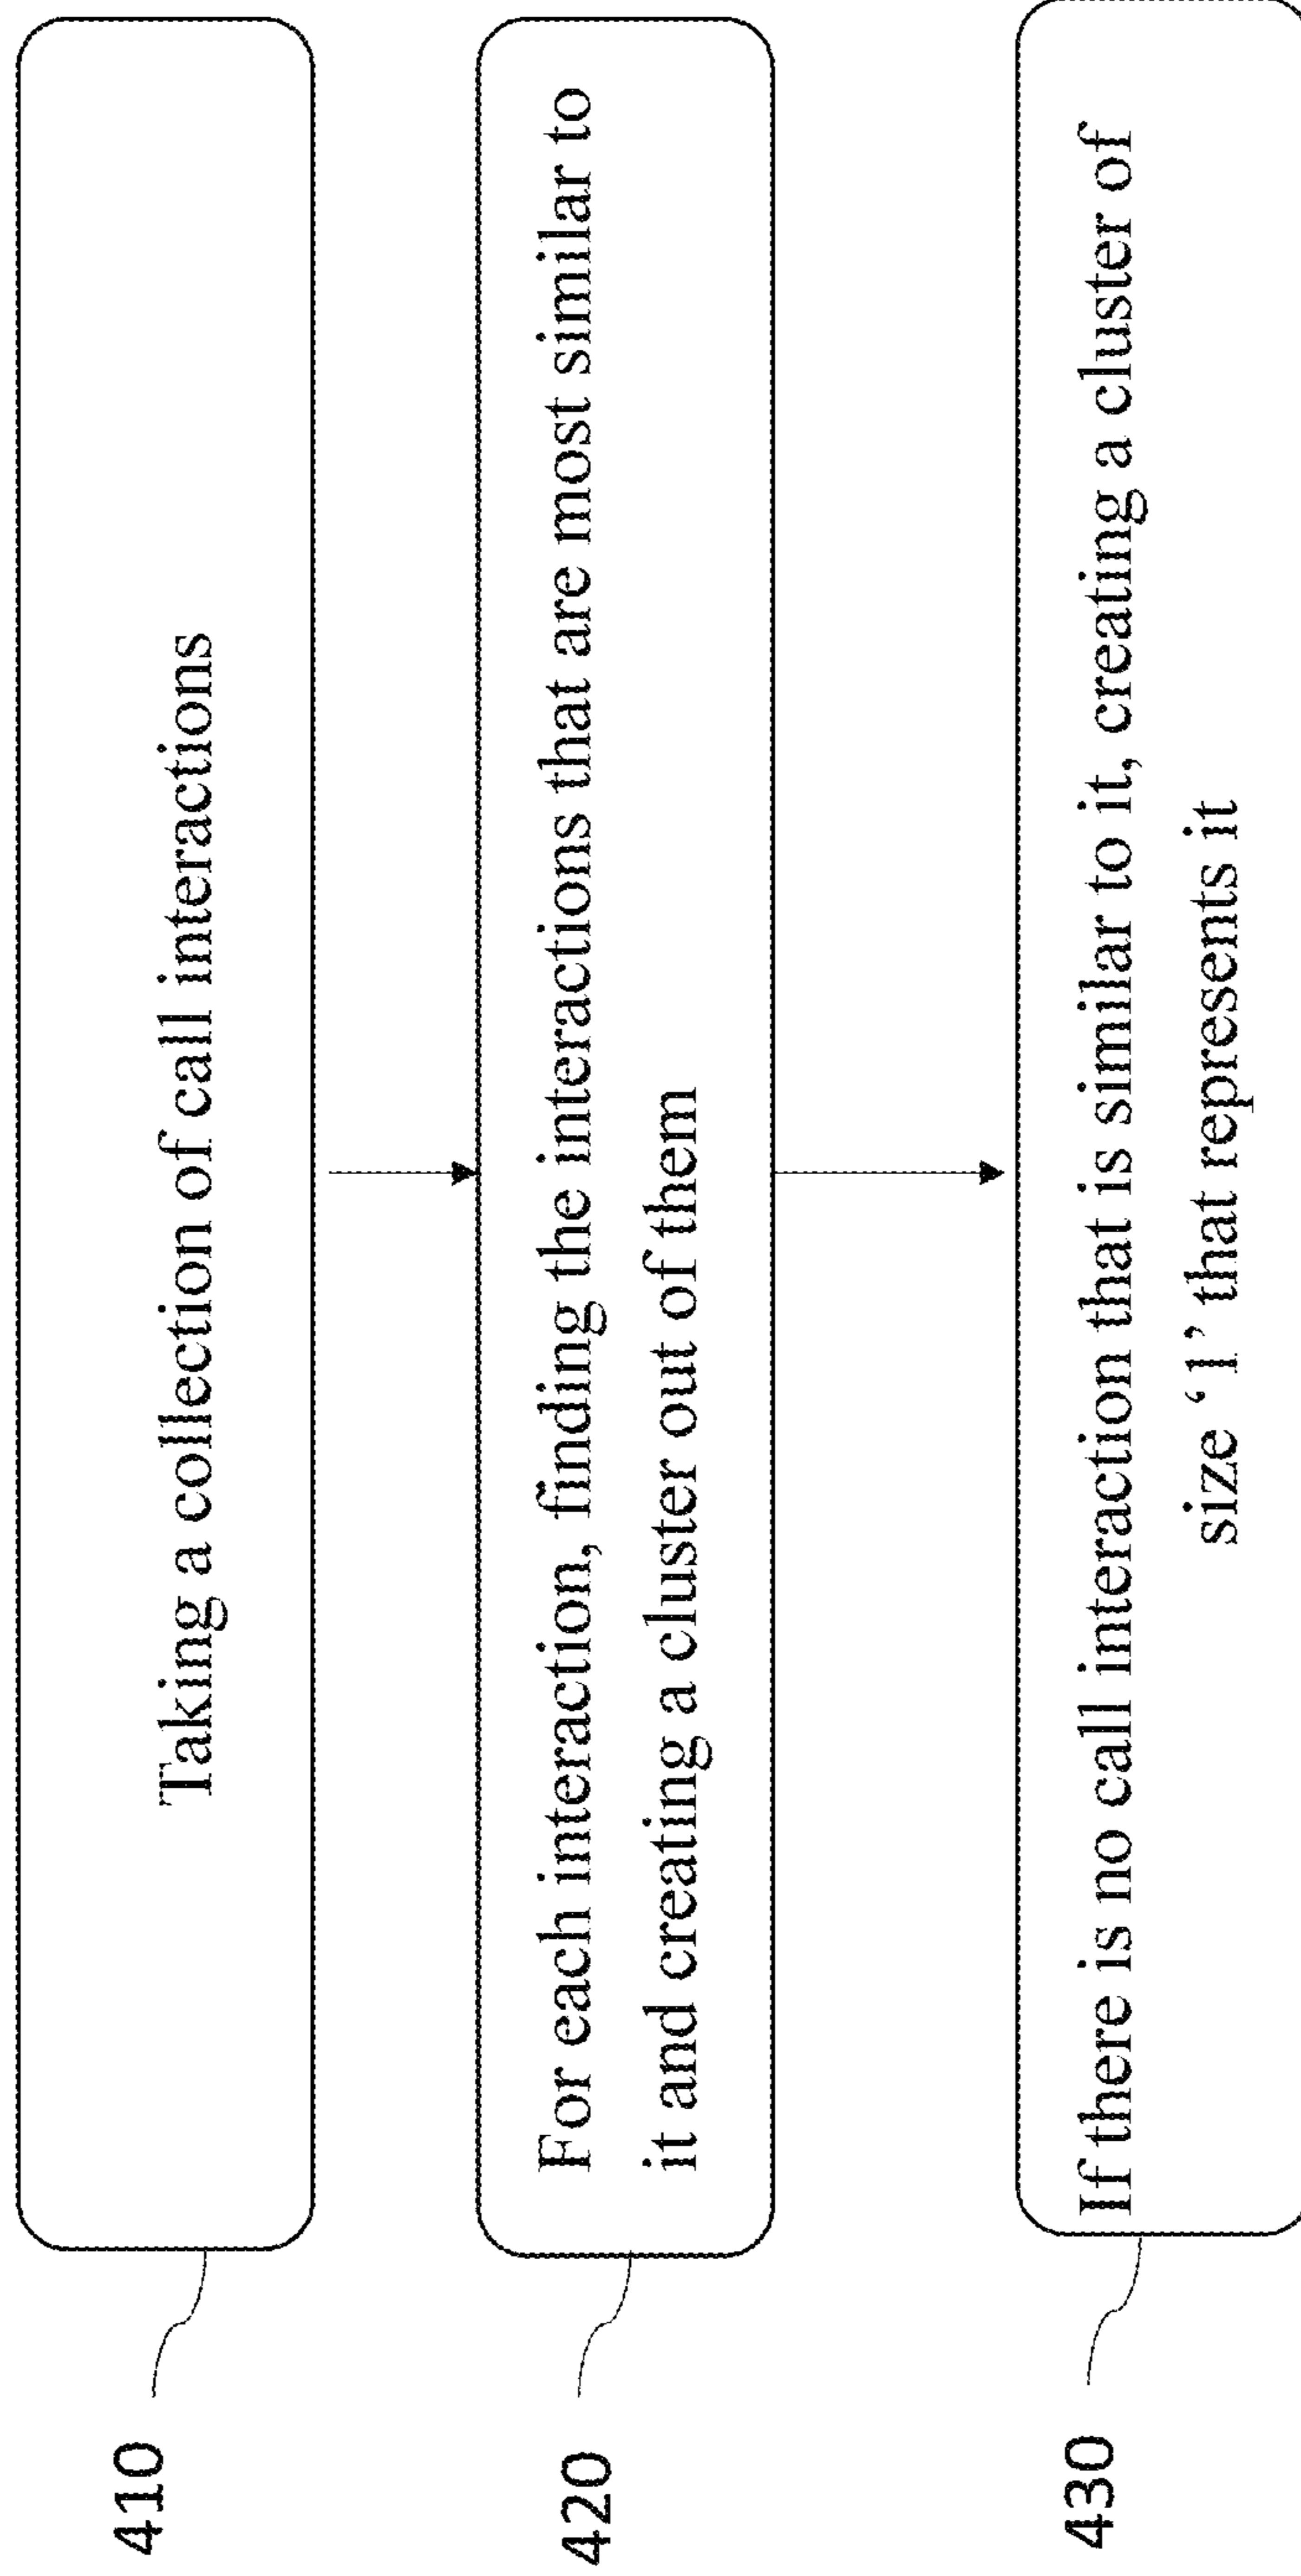 410
Taking a collection of call interactions
420
For each interaction, finding the interactions that are most similar to
it and creating a cluster out of them
430
If there is no call interaction that is similar to it, creating a cluster of
size ‘1’ that represents it